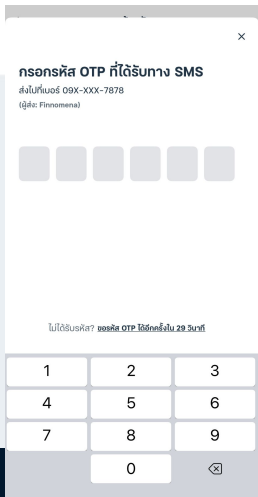 กรอกรหัส OTP ที่ได้รับทาง SMS
ส่งไปที่เบอร์ 09X-XXX-7878
(ผู้ส่ง: Finnomena)
ไม่ได้รับรหัส? ขอรหัส OTP ได้อีกครั้งใน 29 วินาที
1 2 3
4 5 6
7 8 9
0